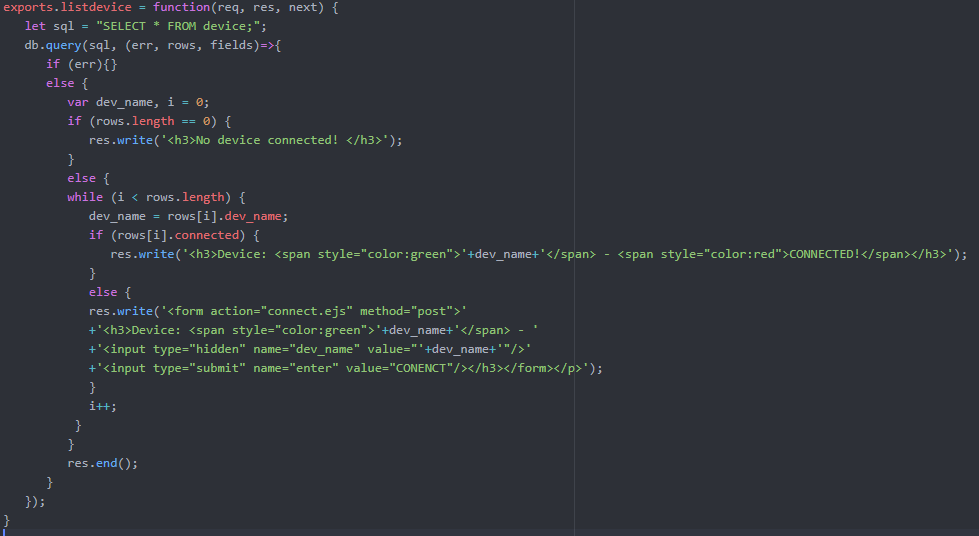 exports.listdevice = function(req, res, next) {
let sql = "SELECT * FROM device;";
db.query(sql, (err, rows, fields)=>{
if (err){}
else {
var dev_name, i = 0;
if (rows.length == 0) {
res.write('<h3>No device connected! </h3>');
}
else {
while (i < rows.length) {
dev_name = rows[i].dev_name;
if (rows[i].connected) {
res.write('<h3>Device: <span style="color:green">'+dev_name+'</span> - <span style="color:red">CONNECTED!</span></h3>');
}
else {
res.write('<form action="connect.ejs" method="post">'
+'<h3>Device: <span style="color:green">'+dev_name+'</span> - '
+'<input type="hidden" name="dev_name" value="'+dev_name+'"/>'
+'<input type="submit" name="enter" value="CONENCT"/></h3></form></p>');
}
i++;
}
}
res.end();
}
});
}